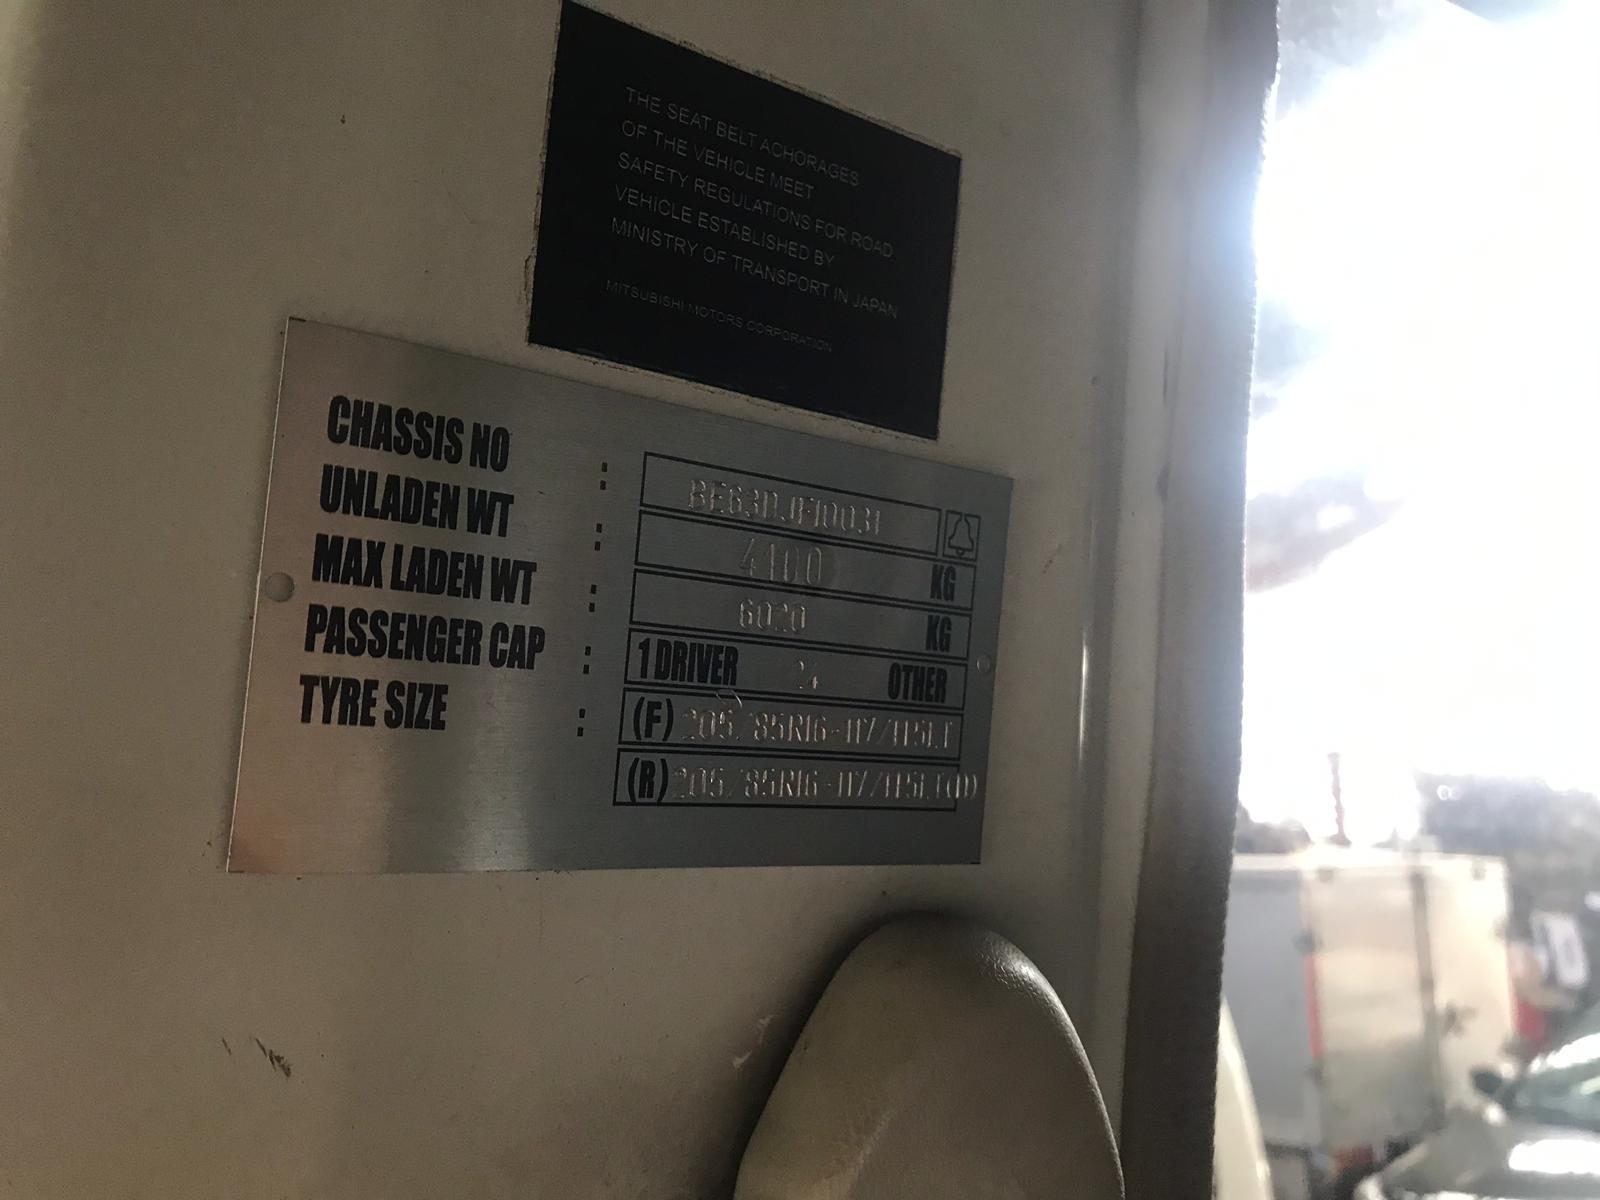 THE SEAT BELT ACHORAGES
OF THE VEHICLE MEET
SAFETY REGULATIONS FOR ROAD
VEHICLE ESTABLISHED BY
MINISTRY OF TRANSPORT IN JAPAN
MITSUBISHI MOTORS CORPORATION
CHASSIS NO : BE63DJF10031
UNLADEN WT : 4100 KG
MAX LADEN WT : 6020 KG
PASSENGER CAP : 1 DRIVER 24 OTHER
TYRE SIZE : (F) 205/85R16-117/115LT
(R) 205/85R16-117/115LT(D)